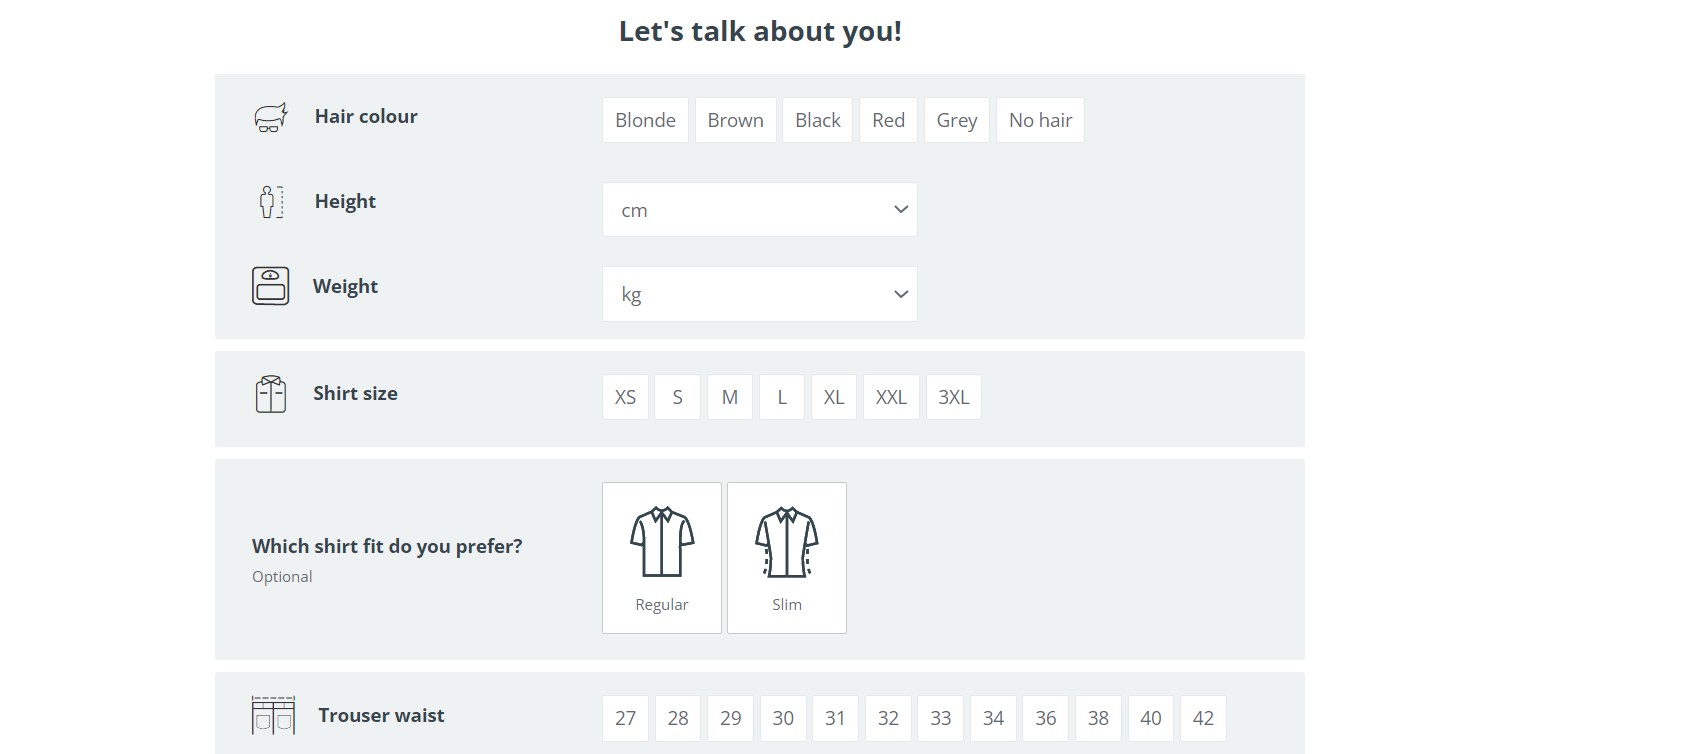 Let's talk about you!
Hair colour
Blonde Brown Black Red Grey No hair
Height
cm
Weight
kg
Shirt size
XS S M L XL XXL 3XL
Which shirt fit do you prefer?
Optional
Regular Slim
Trouser waist
27 28 29 30 31 32 33 34 36 38 40 42